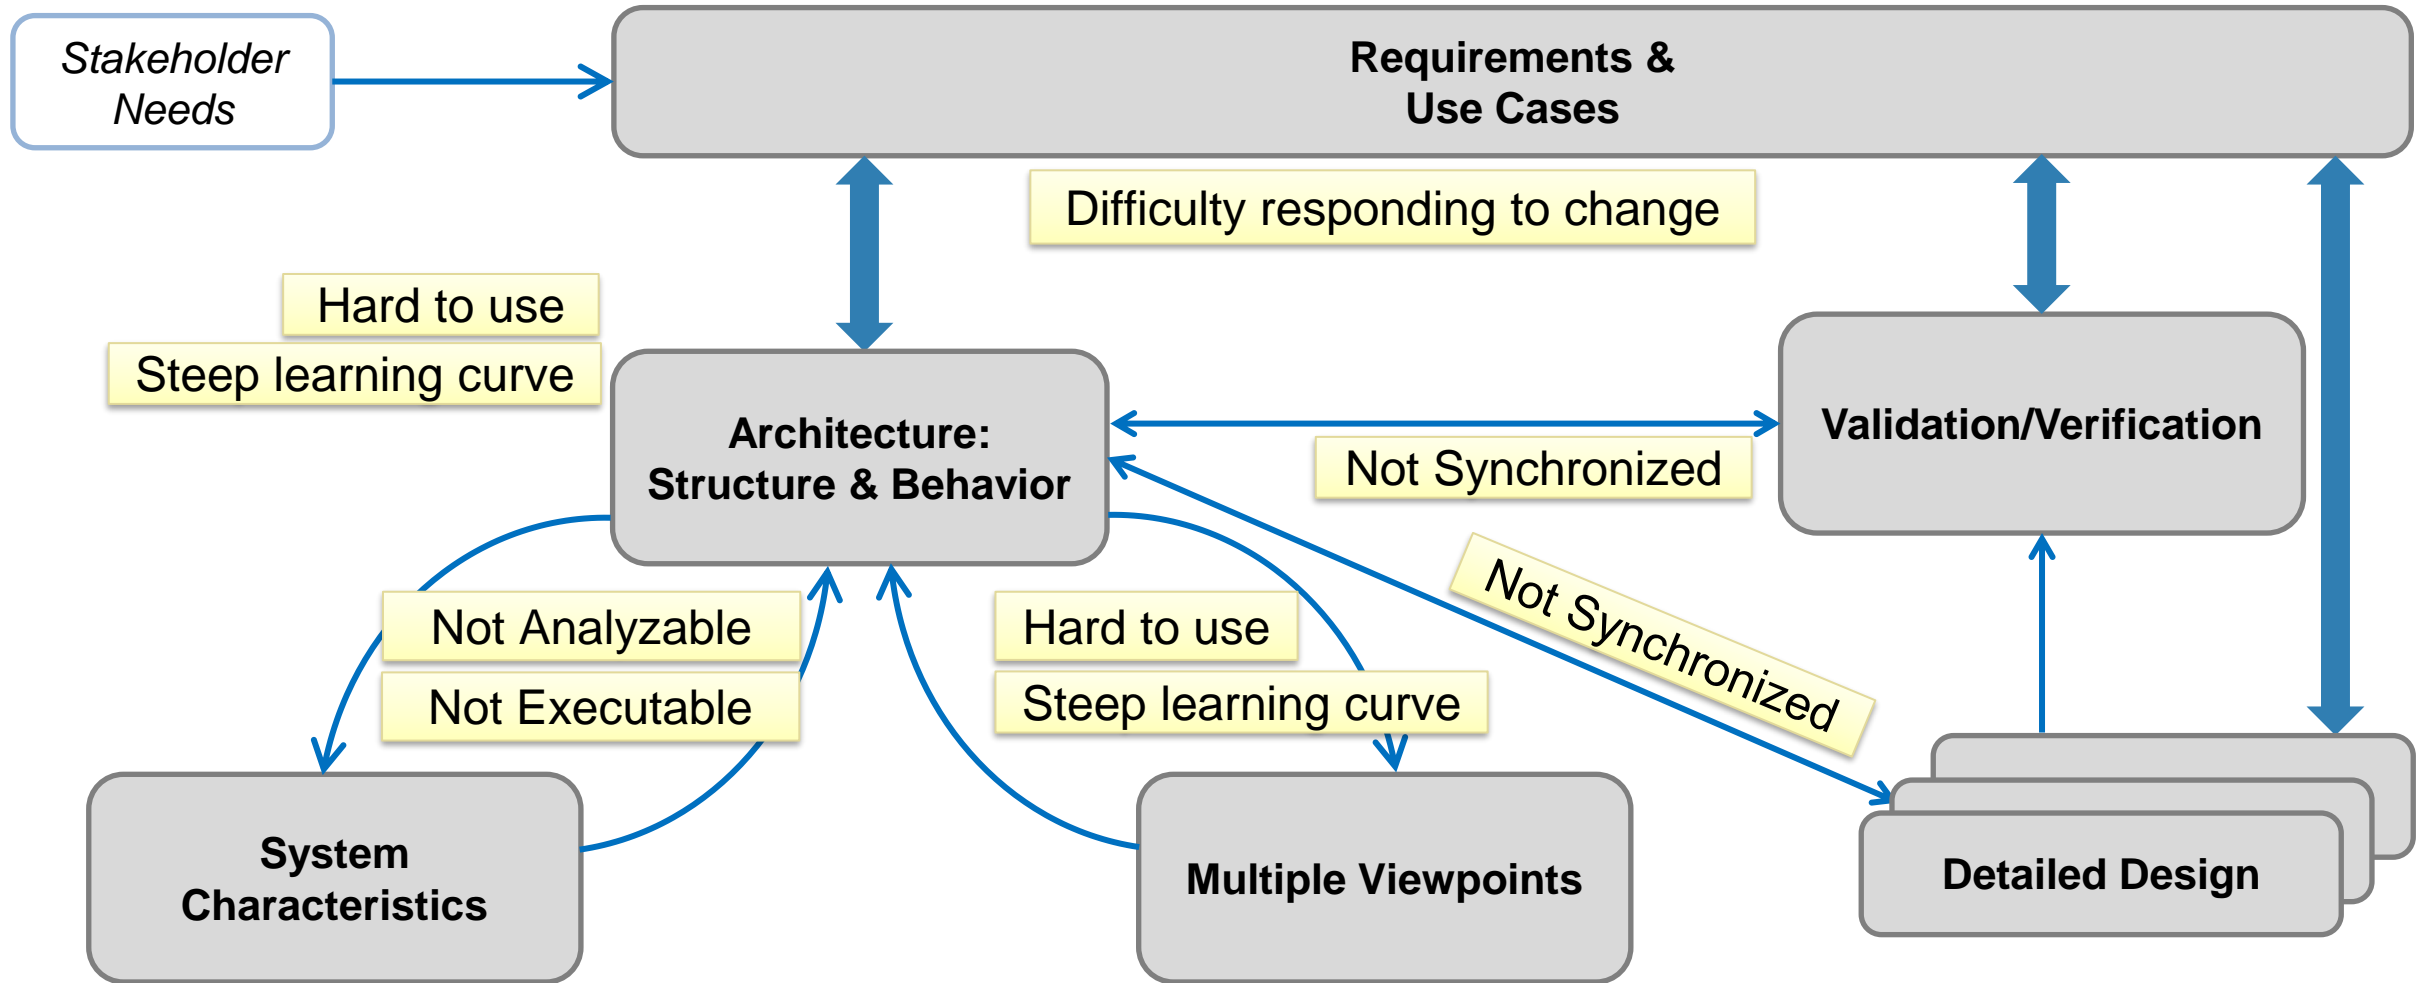 Stakeholder
Needs
Requirements &
Use Cases
Difficulty responding to change
Hard to use
Steep learning curve
Architecture:
Structure & Behavior
Validation/Verification
Not Synchronized
Not Synchronized
Not Analyzable
Not Executable
Hard to use
Steep learning curve
System
Characteristics
Multiple Viewpoints
Detailed Design